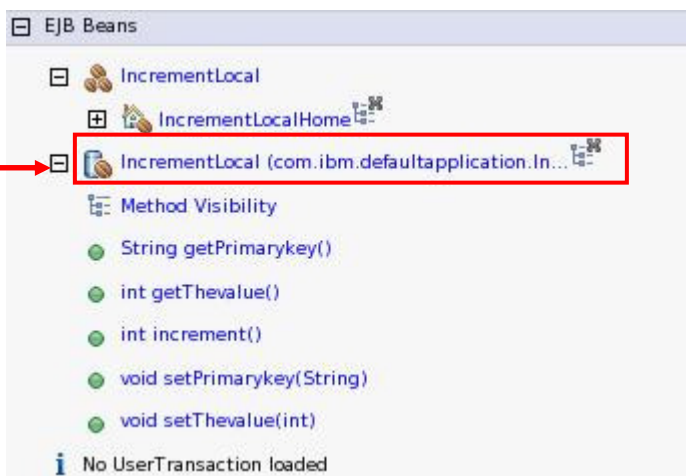 EJB Beans
IncrementLocal
IncrementLocalHome
IncrementLocal (com.ibm.defaultapplication.In...
Method Visibility
String getPrimarykey()
int getThevalue()
int increment()
void setPrimarykey(String)
void setThevalue(int)
No UserTransaction loaded